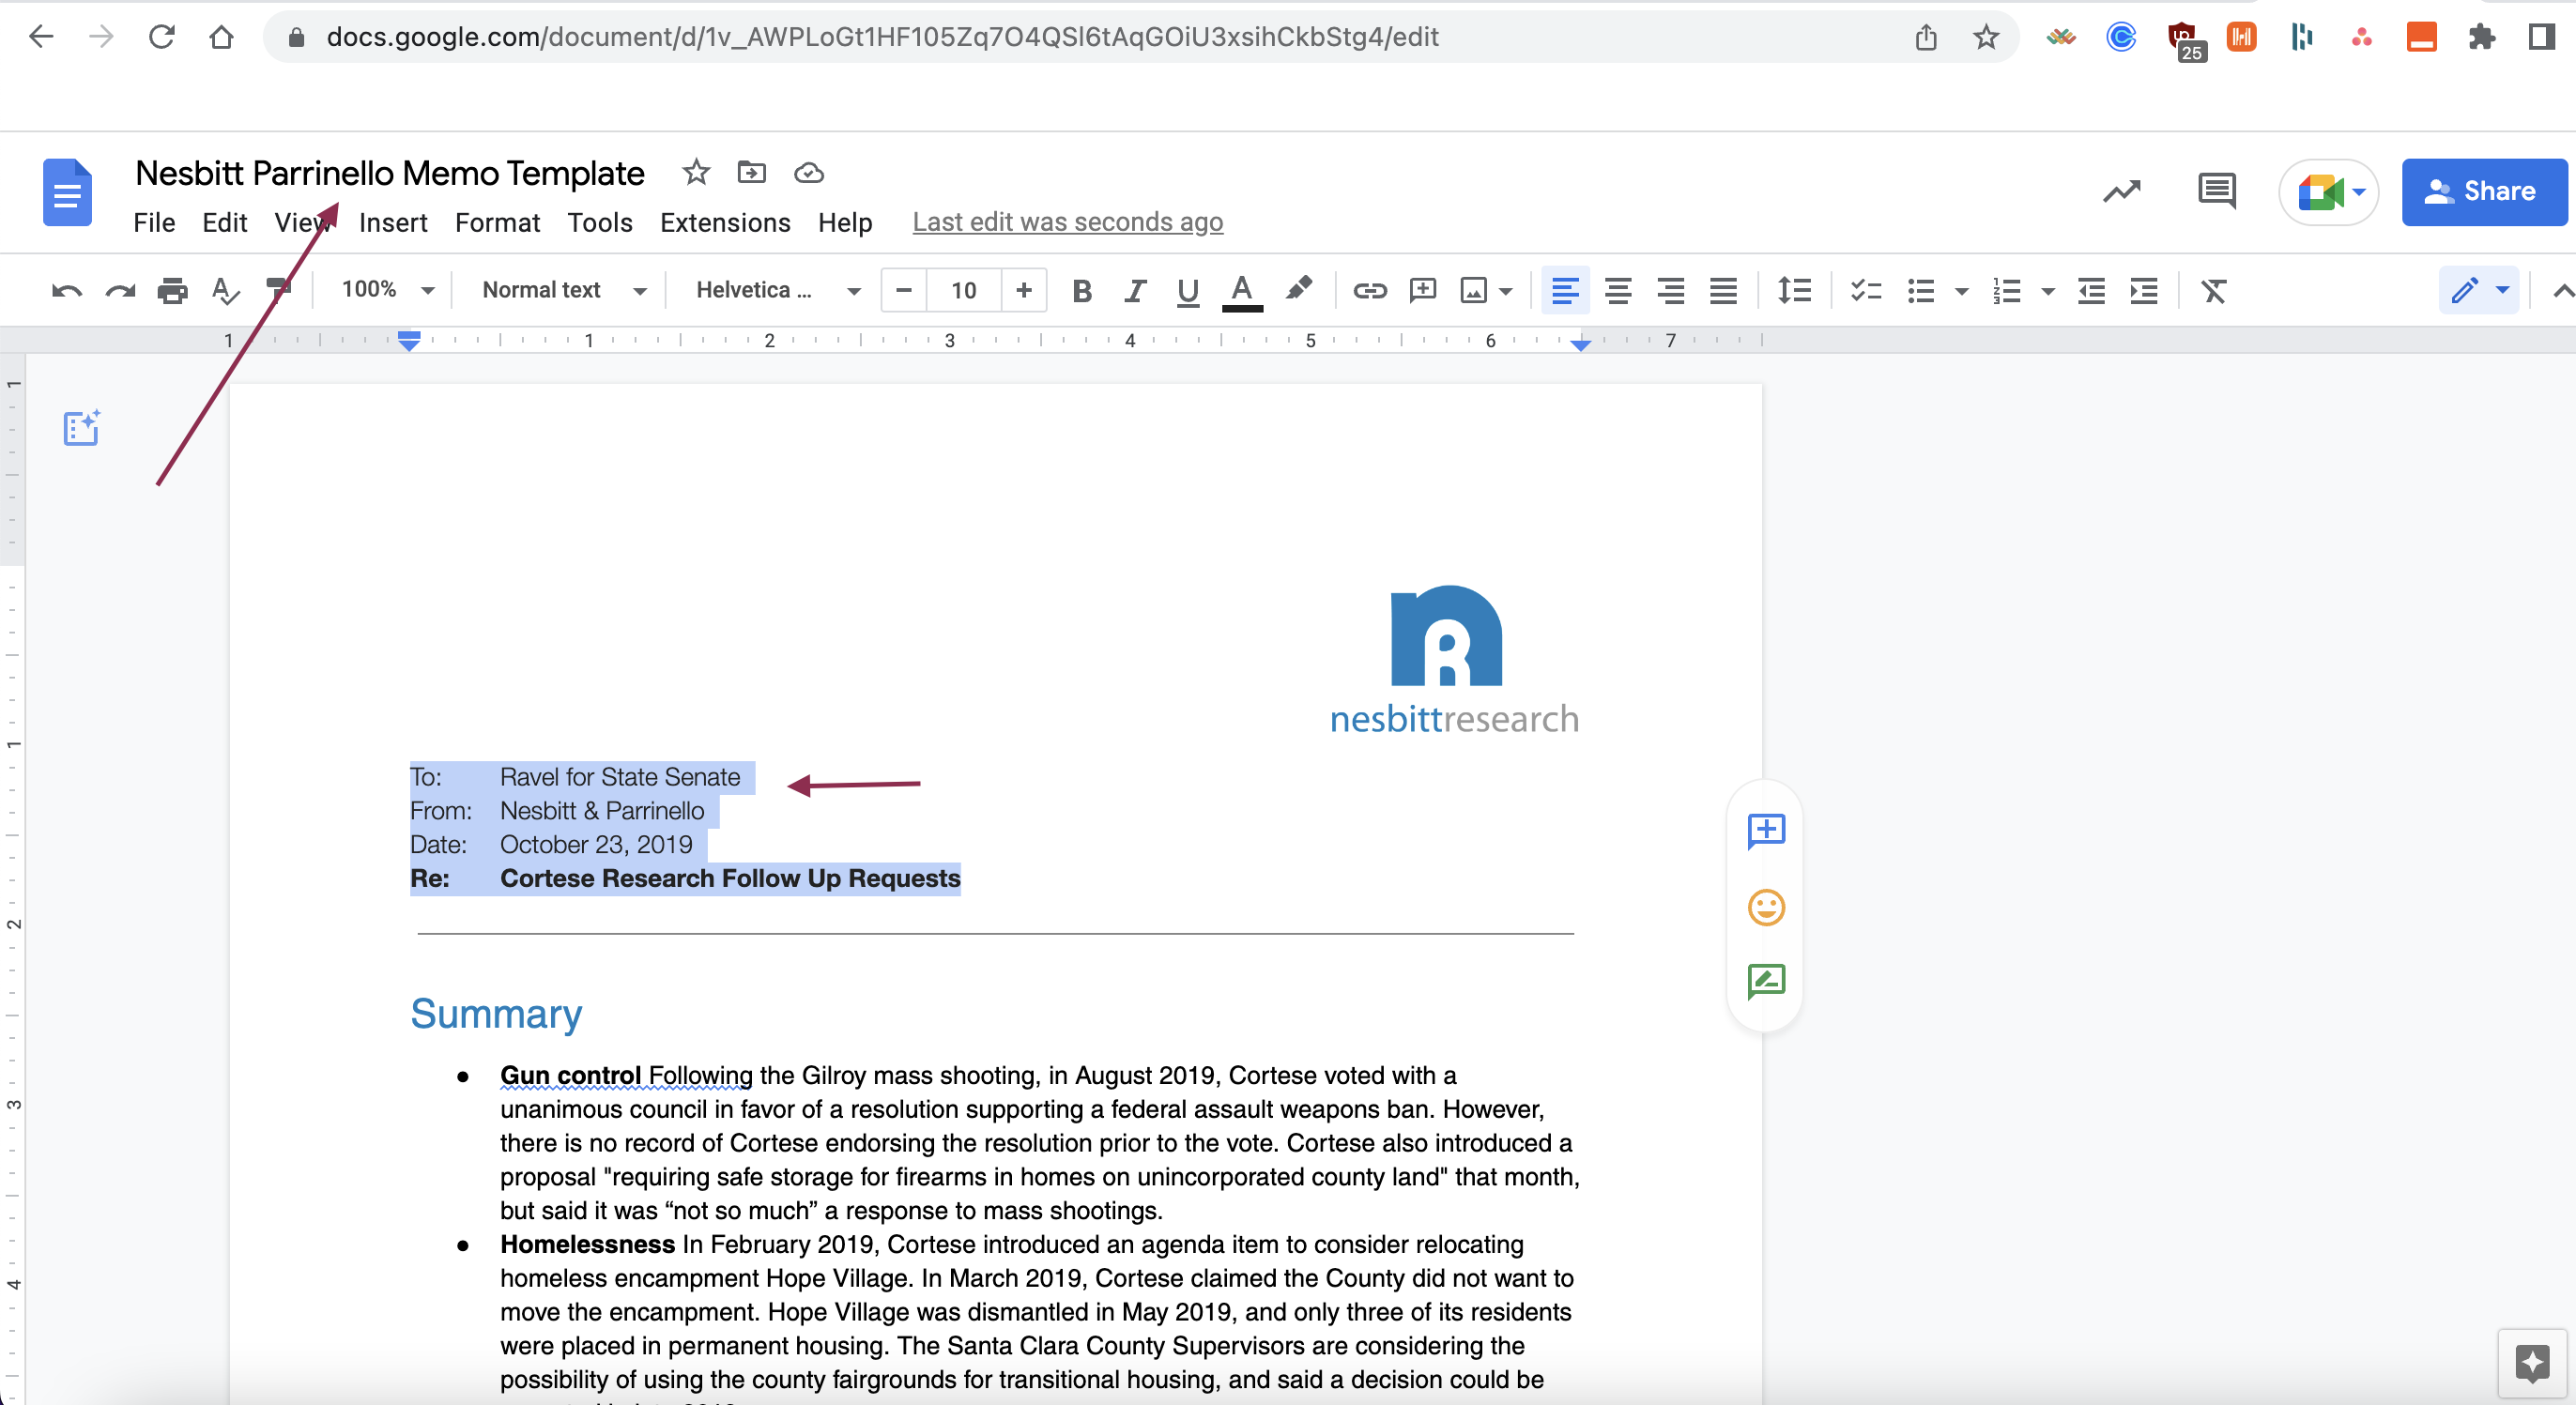 docs.google.com/document/d/1v_AWPLoGt1HF105Zq7O4QSl6tAqGOiU3xsihCkbStg4/edit
25
Nesbitt Parrinello Memo Template
File Edit View Insert Format Tools Extensions Help Last edit was seconds ago
Share
100% Normal text Helvetica ... 10
1 1 2 3 4 5 6 7
1
nesbittresearch
To: Ravel for State Senate
From: Nesbitt & Parrinello
Date: October 23, 2019
Re: Cortese Research Follow Up Requests
1
2
3
4
Summary
● Gun control Following the Gilroy mass shooting, in August 2019, Cortese voted with a
unanimous council in favor of a resolution supporting a federal assault weapons ban. However,
there is no record of Cortese endorsing the resolution prior to the vote. Cortese also introduced a
proposal "requiring safe storage for firearms in homes on unincorporated county land" that month,
but said it was “not so much” a response to mass shootings.
● Homelessness In February 2019, Cortese introduced an agenda item to consider relocating
homeless encampment Hope Village. In March 2019, Cortese claimed the County did not want to
move the encampment. Hope Village was dismantled in May 2019, and only three of its residents
were placed in permanent housing. The Santa Clara County Supervisors are considering the
possibility of using the county fairgrounds for transitional housing, and said a decision could be